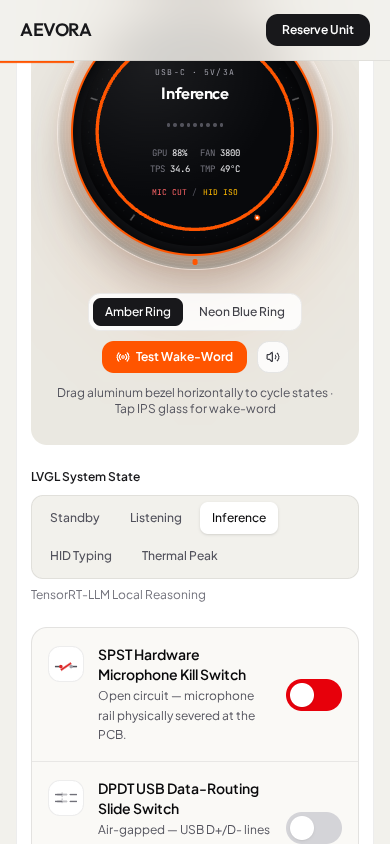 AEVORA
Reserve Unit
USB-C · 5V/3A
Inference
GPU 88% FAN 3800
TPS 34.6 TMP 49°C
MIC CUT / HID ISO
Amber Ring
Neon Blue Ring
Test Wake-Word
Drag aluminum bezel horizontally to cycle states ·
Tap IPS glass for wake-word
LVGL System State
Standby
Listening
Inference
HID Typing
Thermal Peak
TensorRT-LLM Local Reasoning
SPST Hardware
Microphone Kill Switch
Open circuit — microphone
rail physically severed at the
PCB.
DPDT USB Data-Routing
Slide Switch
Air-gapped — USB D+/D- lines